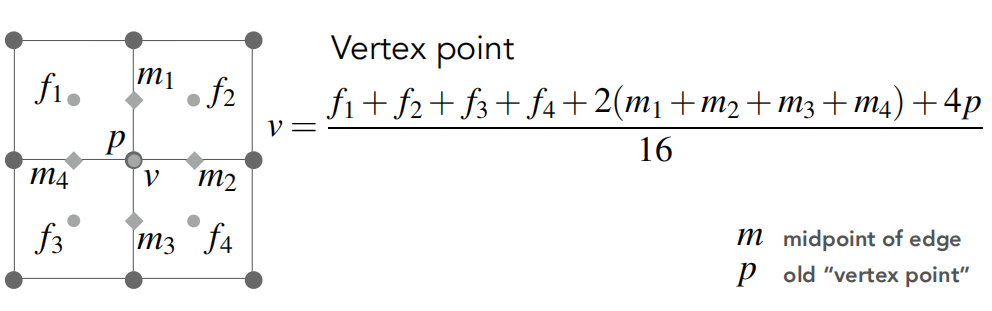 Vertex point
f₁ m₁ f₂
p
m₄ v m₂
f₃ m₃ f₄
v = (f₁ + f₂ + f₃ + f₄ + 2(m₁ + m₂ + m₃ + m₄) + 4p) / 16
m midpoint of edge
p old “vertex point”